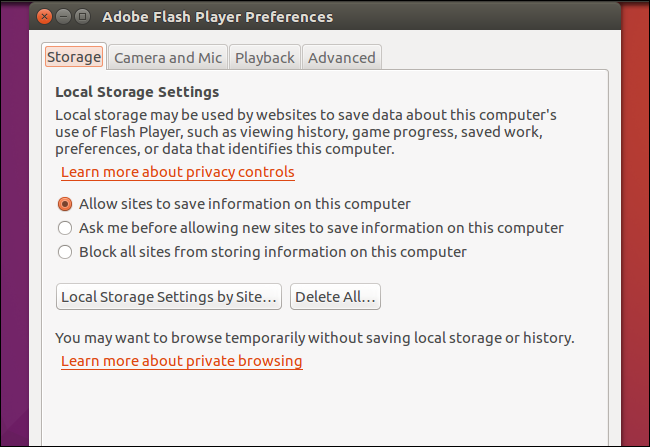 Adobe Flash Player Preferences
Storage Camera and Mic Playback Advanced
Local Storage Settings
Local storage may be used by websites to save data about this computer's
use of Flash Player, such as viewing history, game progress, saved work,
preferences, or data that identifies this computer.
Learn more about privacy controls
Allow sites to save information on this computer
Ask me before allowing new sites to save information on this computer
Block all sites from storing information on this computer
Local Storage Settings by Site... Delete All...
You may want to browse temporarily without saving local storage or history.
Learn more about private browsing